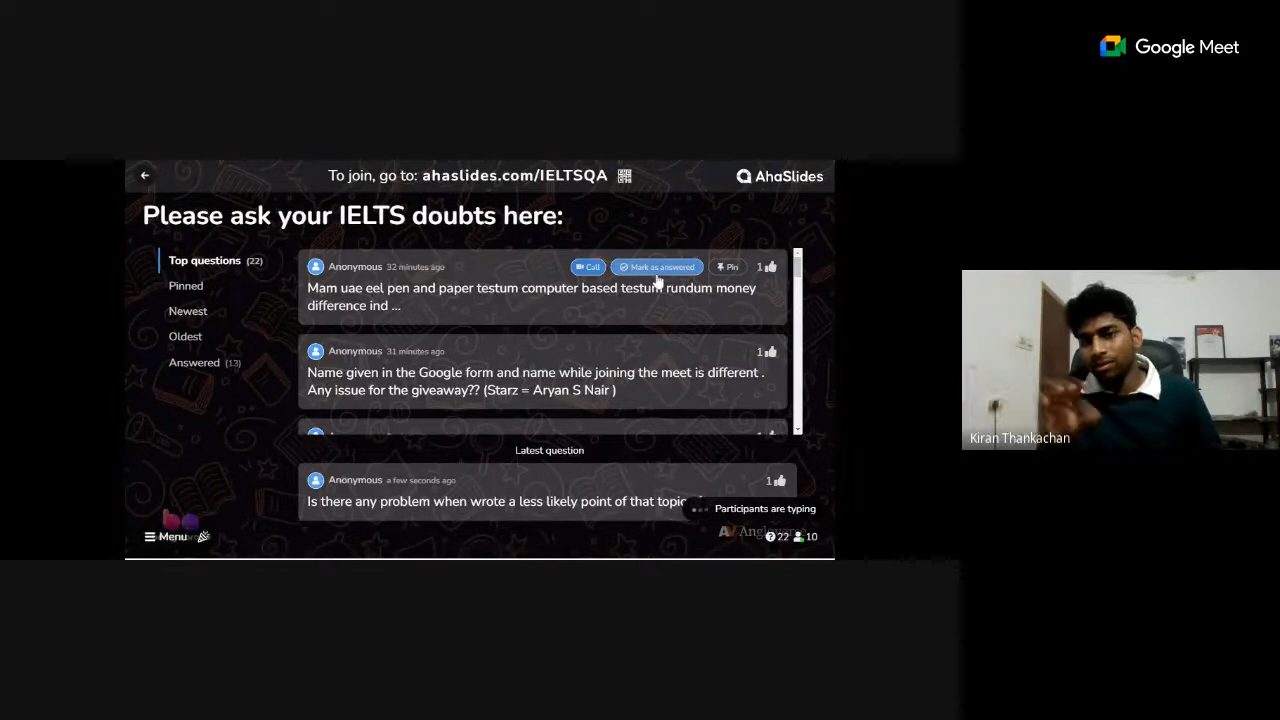 Google Meet
To join, go to: ahaslides.com/IELTSQA
AhaSlides
Please ask your IELTS doubts here:
Top questions (22)
Pinned
Newest
Oldest
Answered (13)
Anonymous 32 minutes ago
Call
Mark as answered
Pin
1
Mam uae eel pen and paper testum computer based testum rundum money
difference ind ...
Anonymous 31 minutes ago
1
Name given in the Google form and name while joining the meet is different .
Any issue for the giveaway?? (Starz = Aryan S Nair )
Latest question
Anonymous a few seconds ago
1
Is there any problem when wrote a less likely point of that topic
Participants are typing
Menu
22 10
Kiran Thankachan